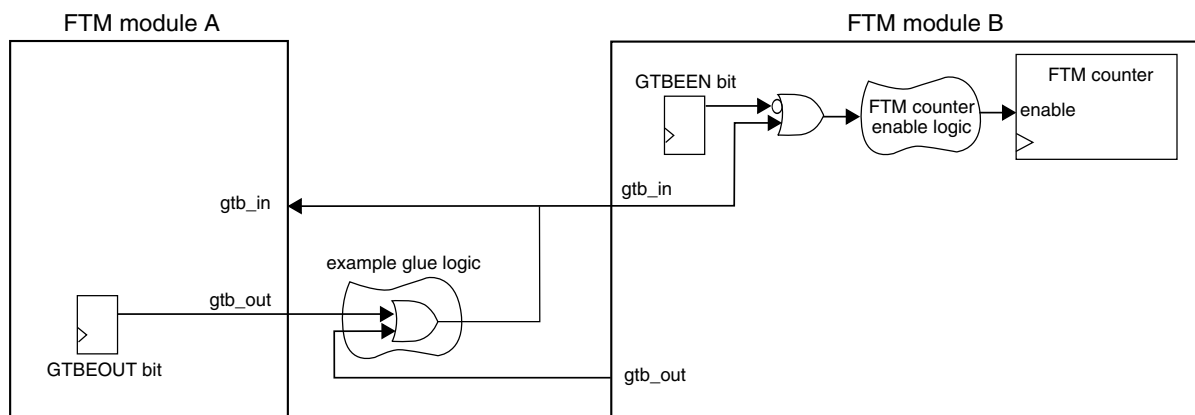 FTM module A
FTM module B
GTBEEN bit
FTM counter
FTM counter
enable logic
enable
gtb_in
gtb_in
example glue logic
gtb_out
GTBEOUT bit
gtb_out